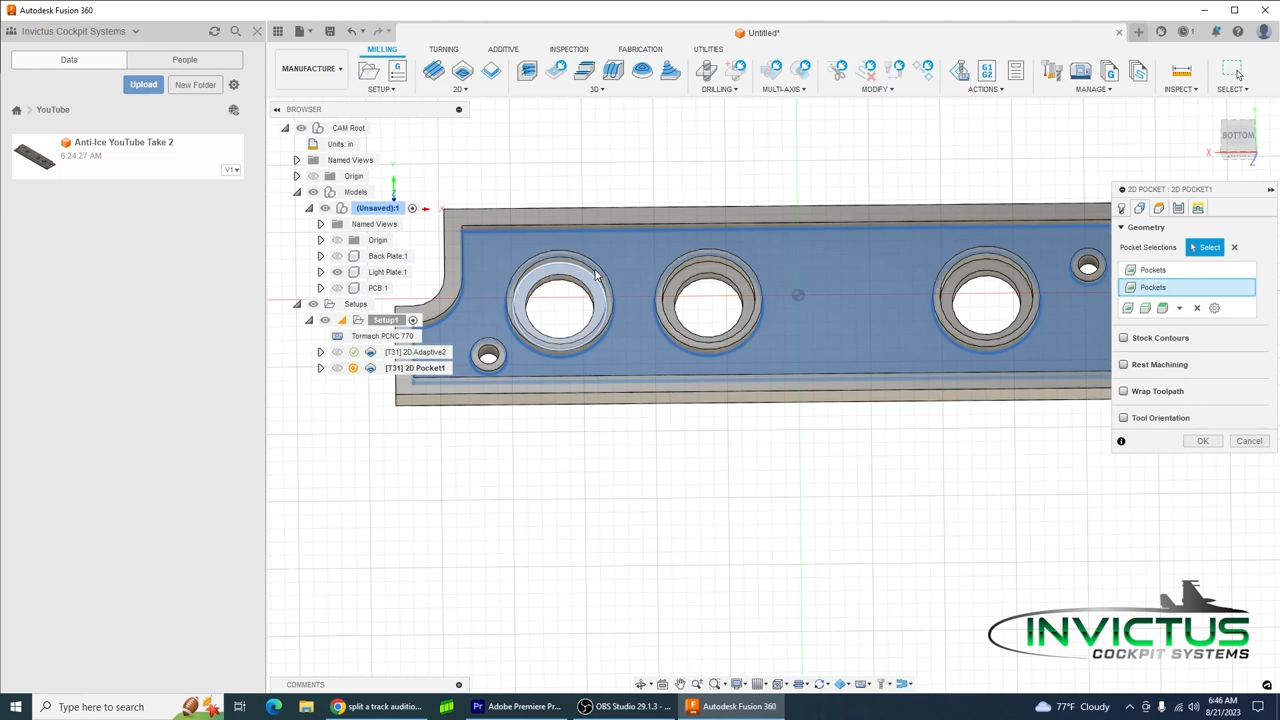 Autodesk Fusion 360
Invictus Cockpit Systems
Untitled*
Data
People
Upload
New Folder
YouTube
Anti-Ice YouTube Take 2
6:24:27 AM
V1
MILLING
TURNING
ADDITIVE
INSPECTION
FABRICATION
UTILITIES
MANUFACTURE
G1
G2
SETUP
2D
3D
DRILLING
MULTI-AXIS
MODIFY
ACTIONS
MANAGE
INSPECT
SELECT
BROWSER
CAM Root
Units: in
Named Views
Origin
Models
(Unsaved):1
Named Views
Origin
Back Plate:1
Light Plate:1
PCB:1
Setups
Setup1
Tormach PCNC 770
[T31] 2D Adaptive2
[T31] 2D Pocket1
Z
X
Y
BOTTOM
X
Z
2D POCKET : 2D POCKET1
Geometry
Pocket Selections
Select
Pockets
Pockets
Stock Contours
Rest Machining
Wrap Toolpath
Tool Orientation
OK
Cancel
INVICTUS
COCKPIT SYSTEMS
COMMENTS
Type here to search
split a track auditio...
Adobe Premiere Pr...
OBS Studio 29.1.3 - ...
Autodesk Fusion 360
77°F Cloudy
6:46 AM
8/21/2023